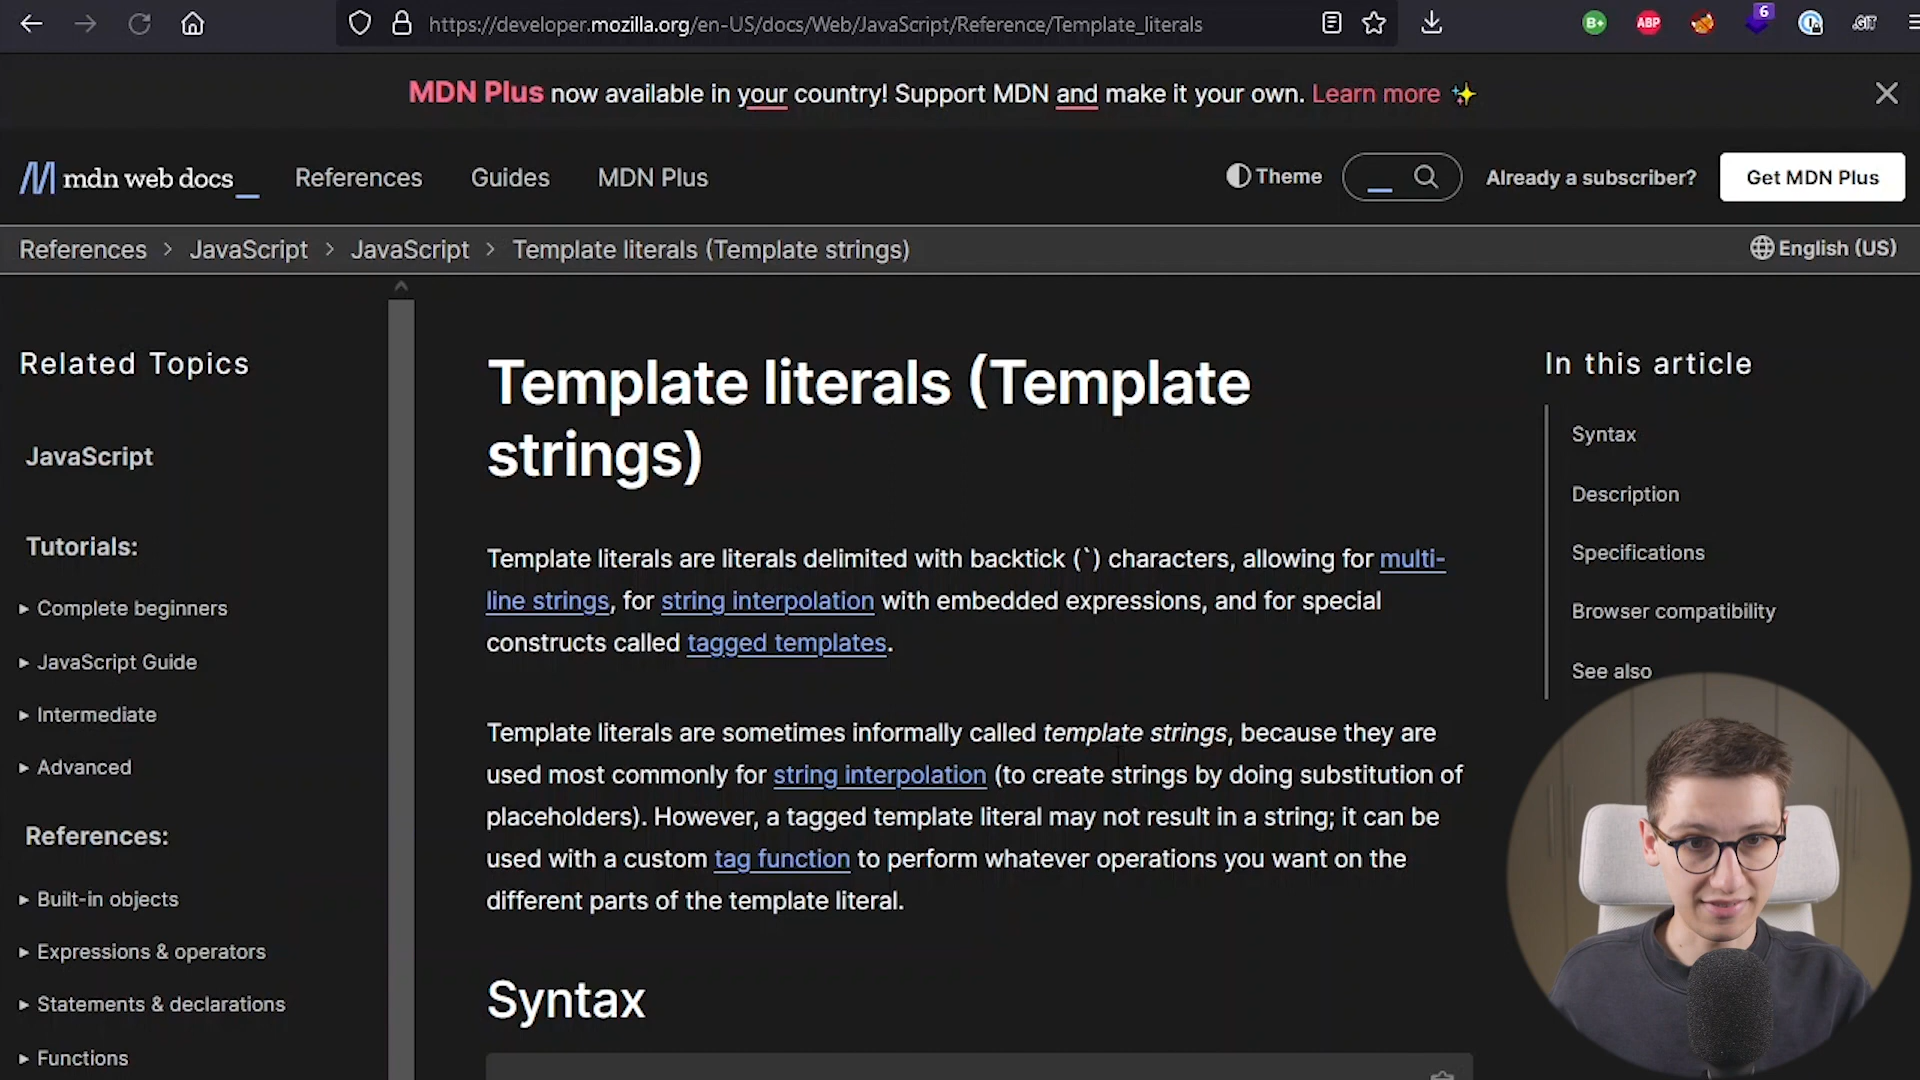 https://developer.mozilla.org/en-US/docs/Web/JavaScript/Reference/Template_literals
B+
ABP
6
.GIT
MDN Plus now available in your country! Support MDN and make it your own. Learn more ✨
mdn web docs_
References
Guides
MDN Plus
Theme
Already a subscriber?
Get MDN Plus
References > JavaScript > JavaScript > Template literals (Template strings)
English (US)
Related Topics
JavaScript
Tutorials:
▸ Complete beginners
▸ JavaScript Guide
▸ Intermediate
▸ Advanced
References:
▸ Built-in objects
▸ Expressions & operators
▸ Statements & declarations
▸ Functions
Template literals (Template
strings)
Template literals are literals delimited with backtick (`) characters, allowing for multi-
line strings, for string interpolation with embedded expressions, and for special
constructs called tagged templates.
Template literals are sometimes informally called template strings, because they are
used most commonly for string interpolation (to create strings by doing substitution of
placeholders). However, a tagged template literal may not result in a string; it can be
used with a custom tag function to perform whatever operations you want on the
different parts of the template literal.
Syntax
In this article
Syntax
Description
Specifications
Browser compatibility
See also